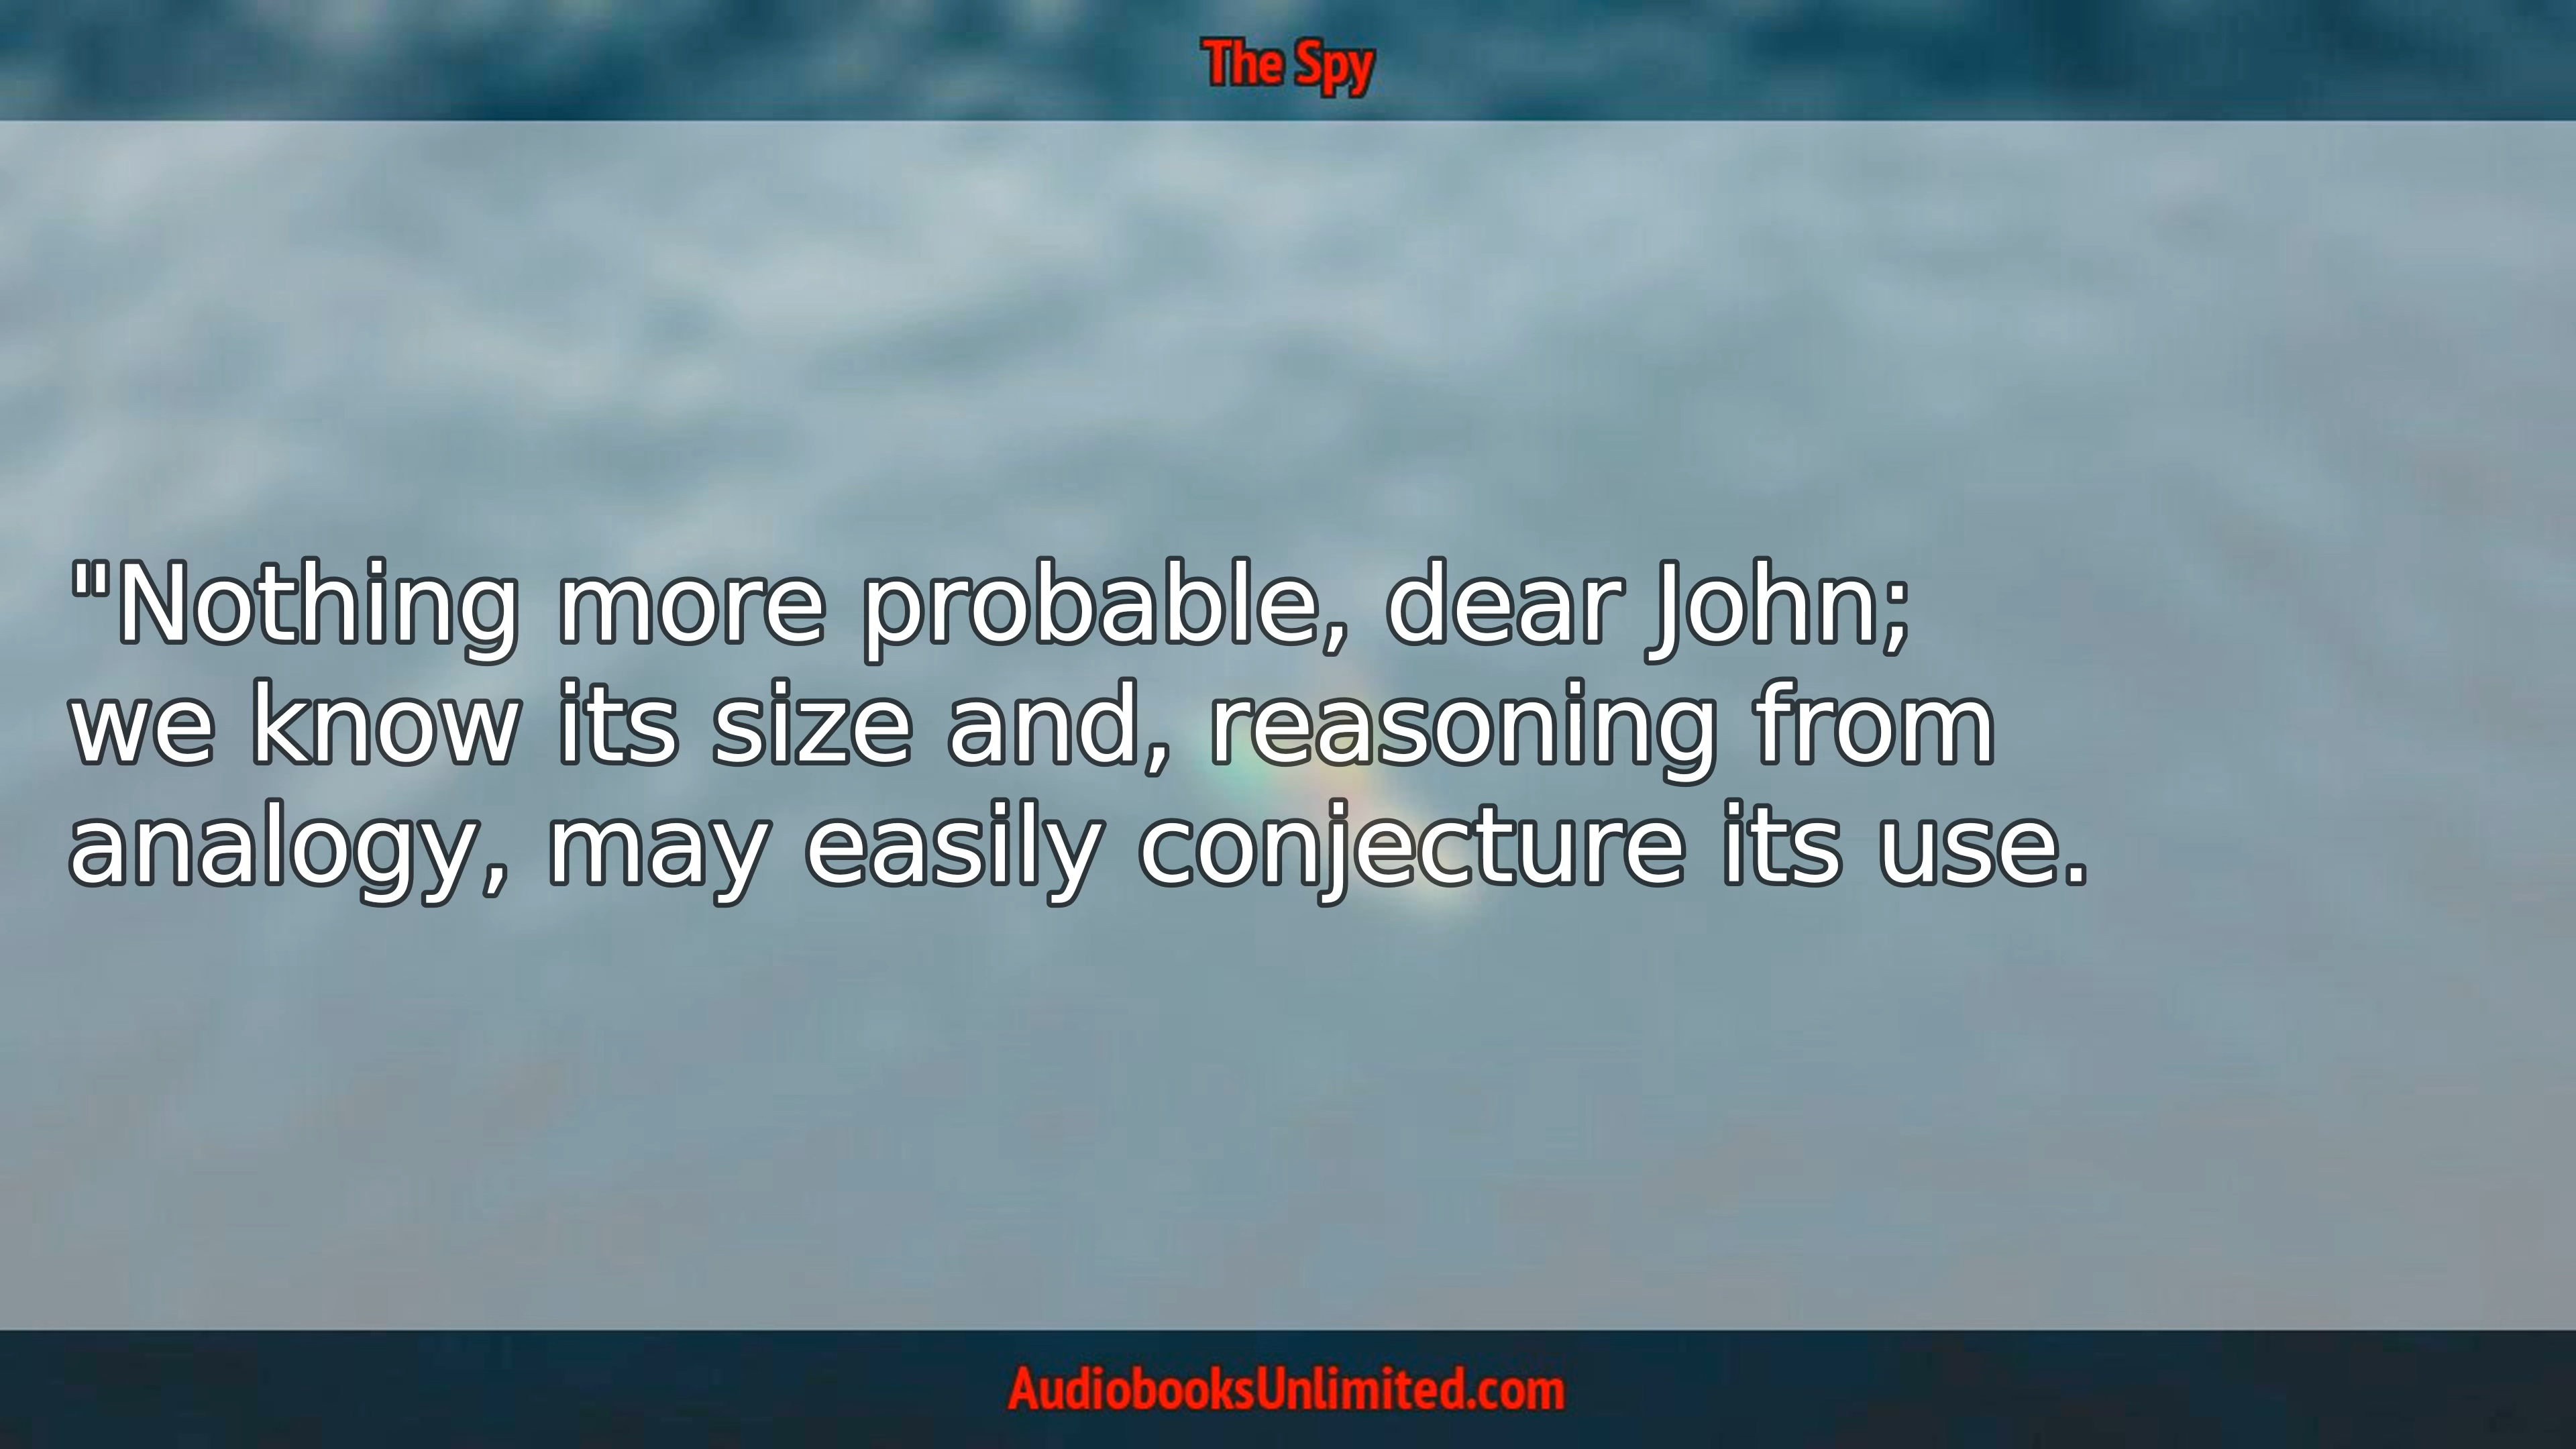 The Spy
"Nothing more probable, dear John;
we know its size and, reasoning from
analogy, may easily conjecture its use.
AudiobooksUnlimited.com